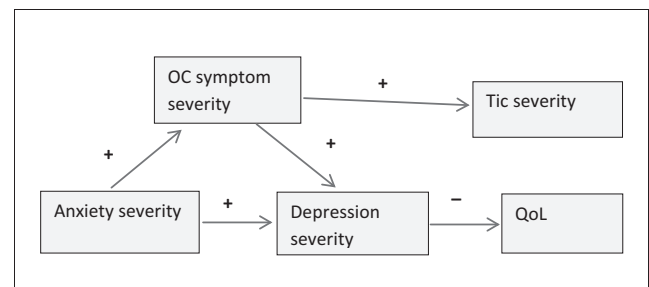 OC symptom
severity
+
Tic severity
+
+
Anxiety severity
+
Depression
severity
–
QoL